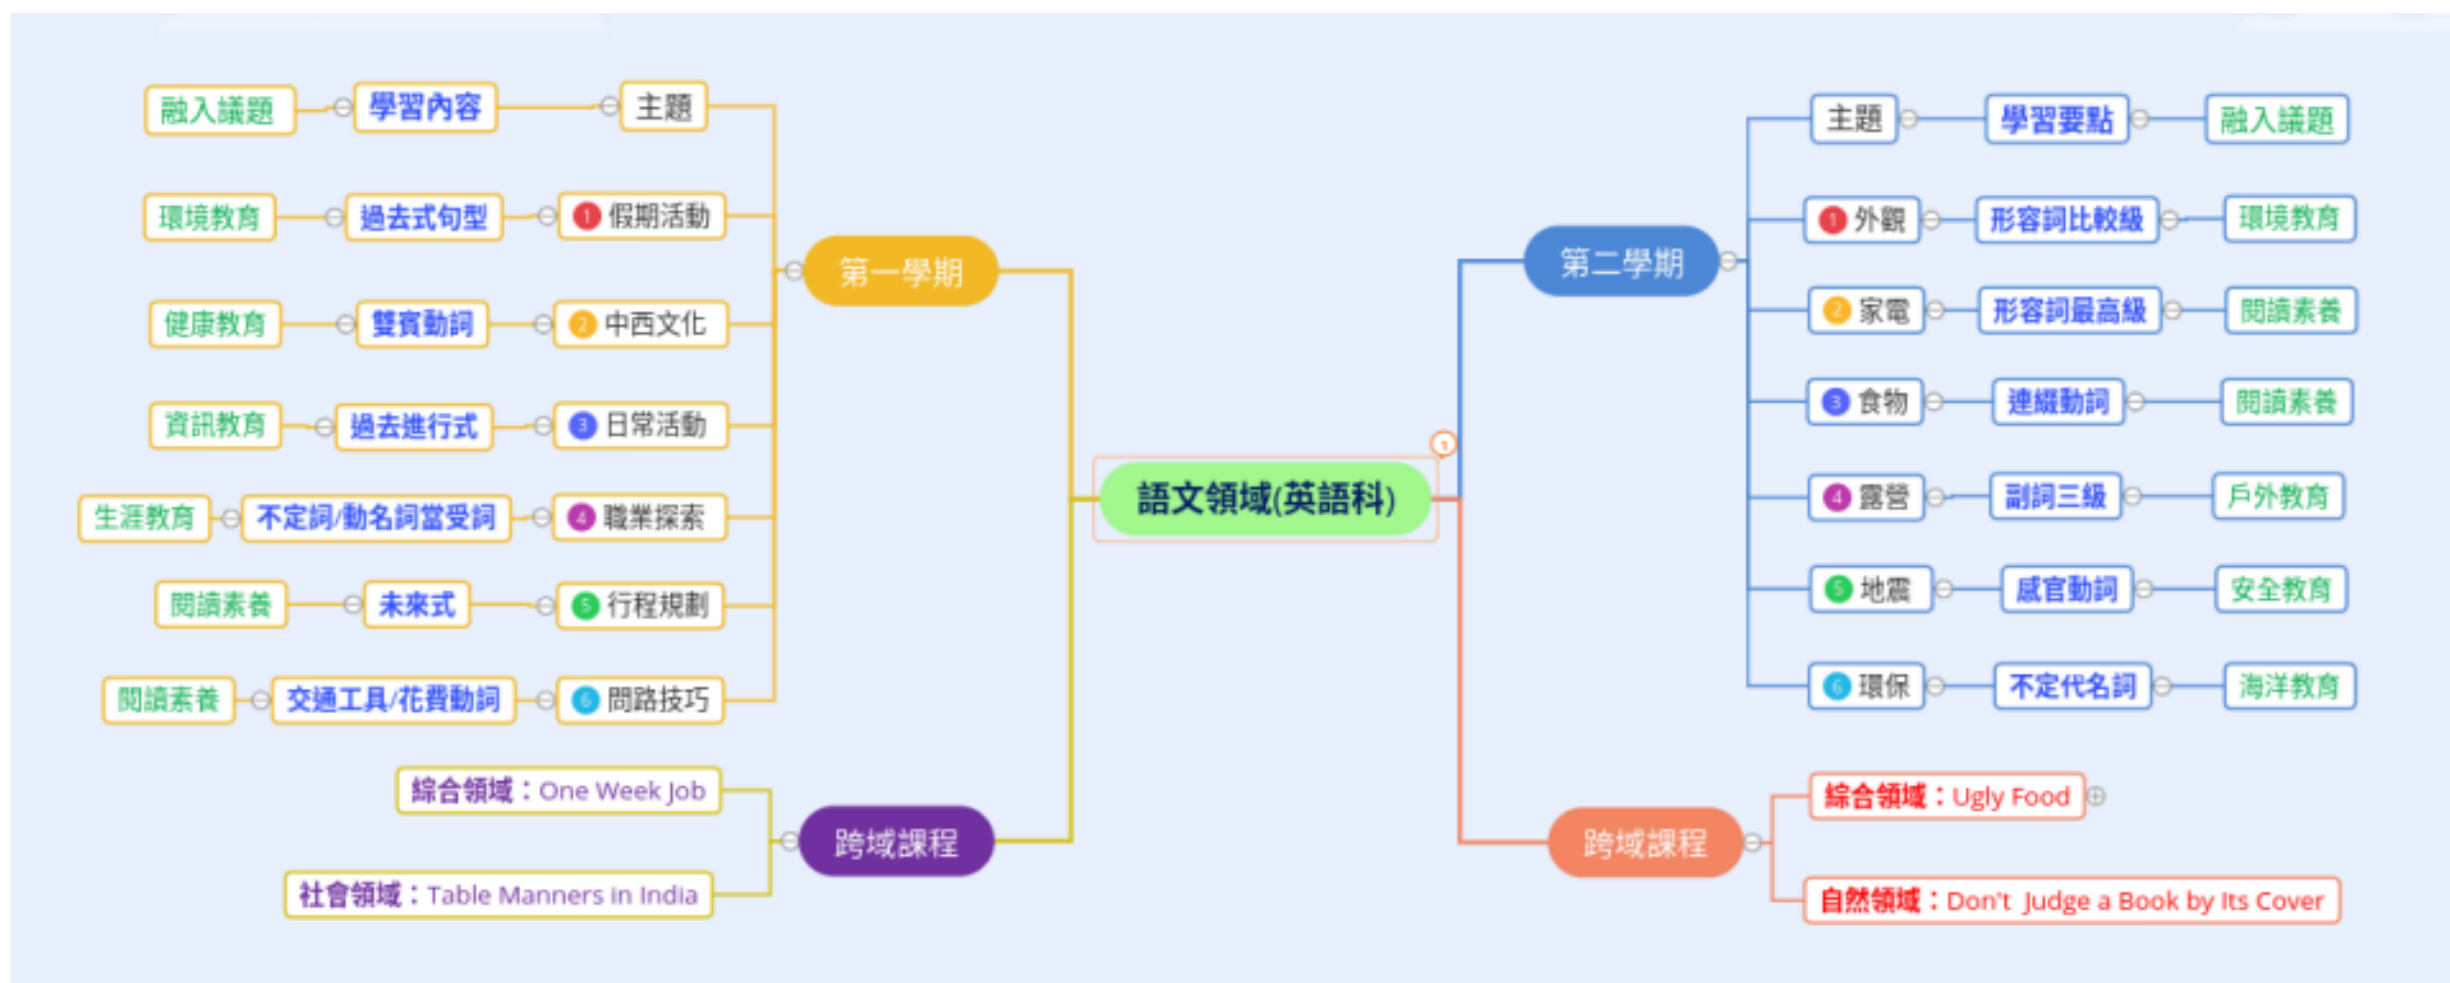 語文領域(英語科)
1
第一學期
主題
學習內容
融入議題
1 假期活動
過去式句型
環境教育
2 中西文化
雙賓動詞
健康教育
3 日常活動
過去進行式
資訊教育
4 職業探索
不定詞/動名詞當受詞
生涯教育
5 行程規劃
未來式
閱讀素養
6 問路技巧
交通工具/花費動詞
閱讀素養
跨域課程
綜合領域：One Week Job
社會領域：Table Manners in India
第二學期
主題
學習要點
融入議題
1 外觀
形容詞比較級
環境教育
2 家電
形容詞最高級
閱讀素養
3 食物
連綴動詞
閱讀素養
4 露營
副詞三級
戶外教育
5 地震
感官動詞
安全教育
6 環保
不定代名詞
海洋教育
跨域課程
綜合領域：Ugly Food
自然領域：Don't Judge a Book by Its Cover